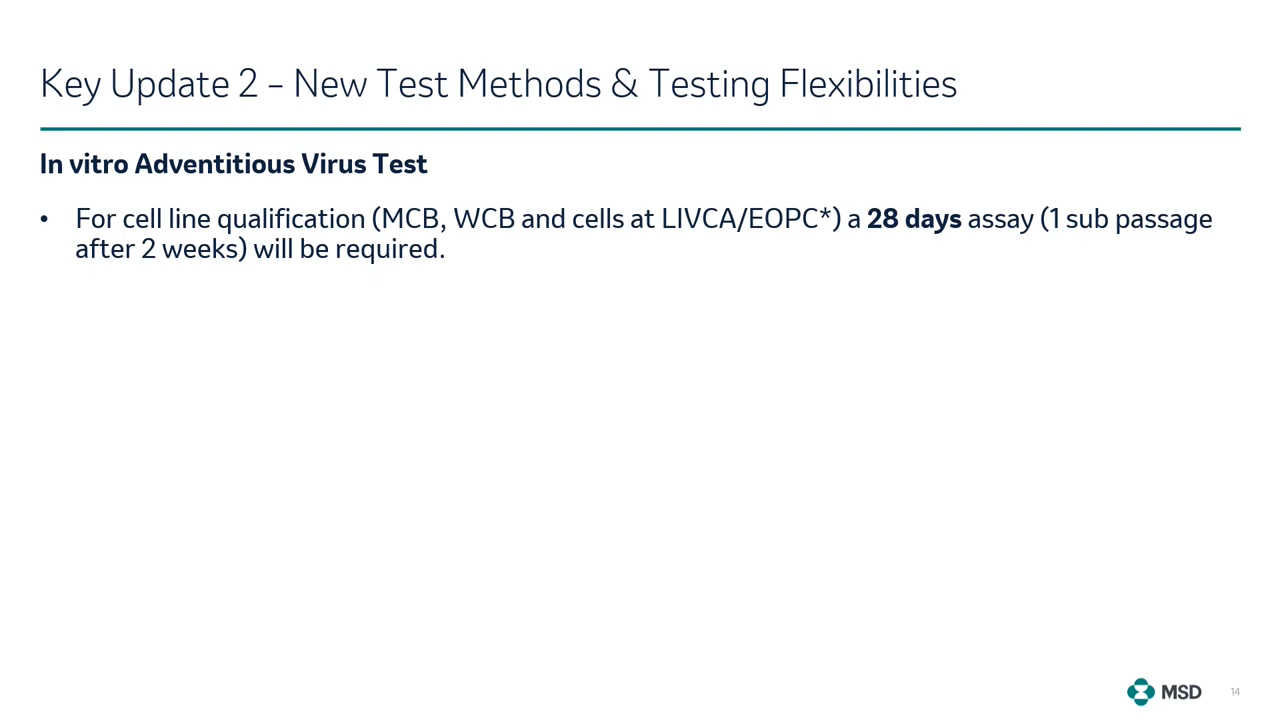 Key Update 2 – New Test Methods & Testing Flexibilities
In vitro Adventitious Virus Test
• For cell line qualification (MCB, WCB and cells at LIVCA/EOPC*) a 28 days assay (1 sub passage
after 2 weeks) will be required.
MSD 14